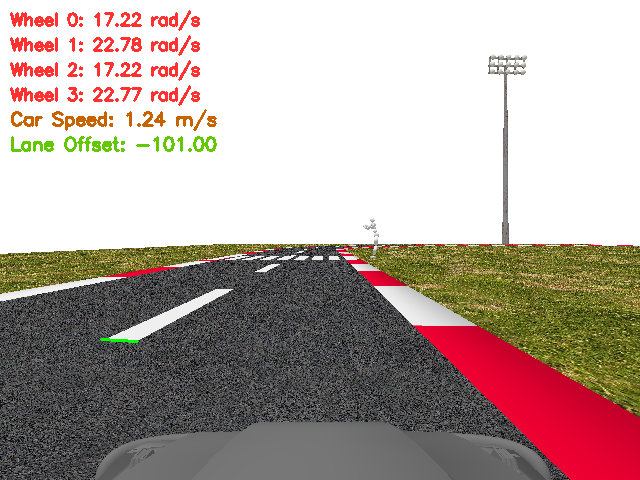 Wheel 0: 17.22 rad/s
Wheel 1: 22.78 rad/s
Wheel 2: 17.22 rad/s
Wheel 3: 22.77 rad/s
Car Speed: 1.24 m/s
Lane Offset: -101.00